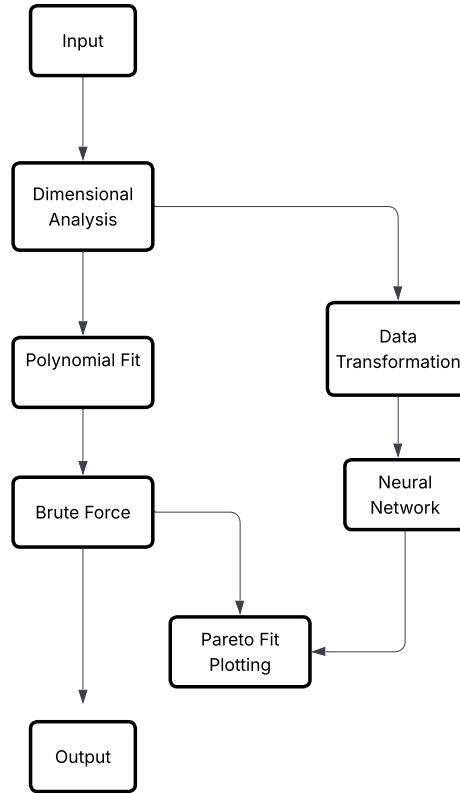 Input
Dimensional
Analysis
Polynomial Fit
Data
Transformation
Brute Force
Neural
Network
Pareto Fit
Plotting
Output